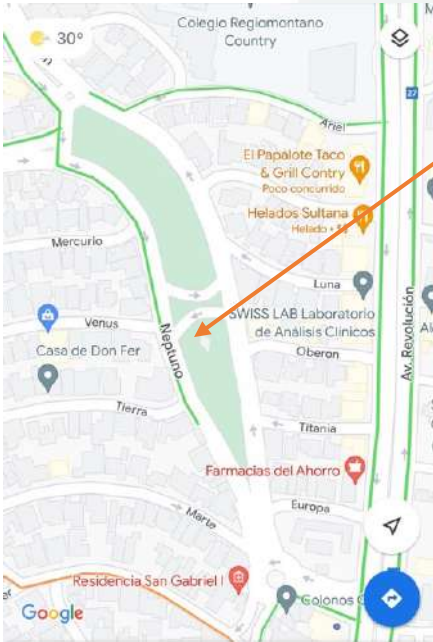 Colegio Regiomontano
Country
30°
27
Ariel
El Papalote Taco
& Grill Contry
Poco concurrido
Helados Sultana
Helado •
Mercurio
Luna
SWISS LAB Laboratorio
de Análisis Clínicos
Av. Revolución
Venus
Neptuno
Oberon
Casa de Don Fer
Tierra
Titania
Farmacias del Ahorro
Europa
Marte
Residencia San Gabriel I
Google
Colonos